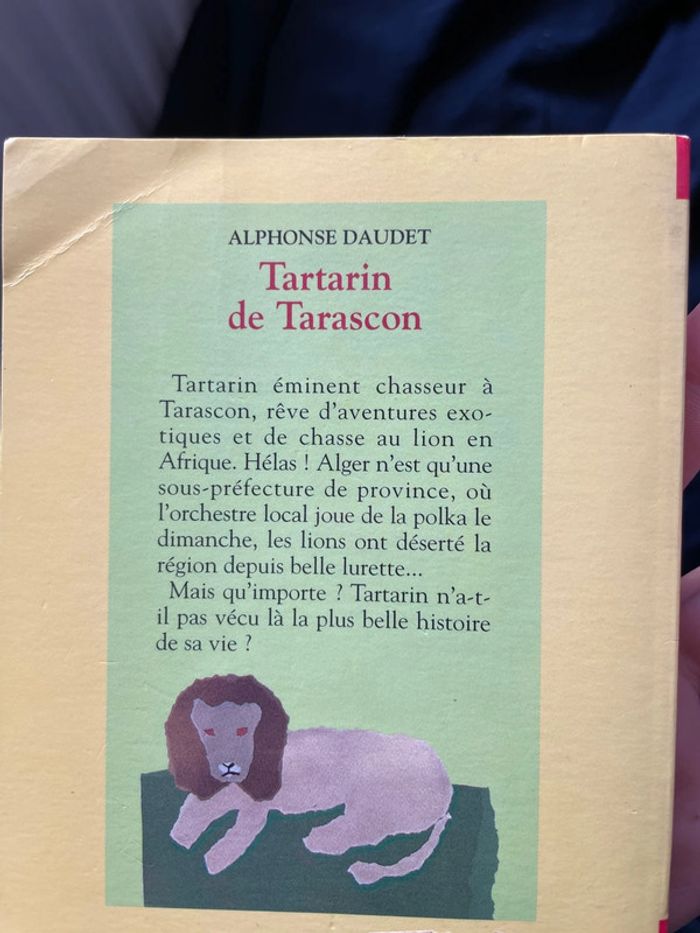 ALPHONSE DAUDET
Tartarin
de Tarascon
Tartarin éminent chasseur à
Tarascon, rêve d'aventures exo-
tiques et de chasse au lion en
Afrique. Hélas ! Alger n'est qu'une
sous-préfecture de province, où
l'orchestre local joue de la polka le
dimanche, les lions ont déserté la
région depuis belle lurette...
Mais qu'importe ? Tartarin n'a-t-
il pas vécu là la plus belle histoire
de sa vie ?